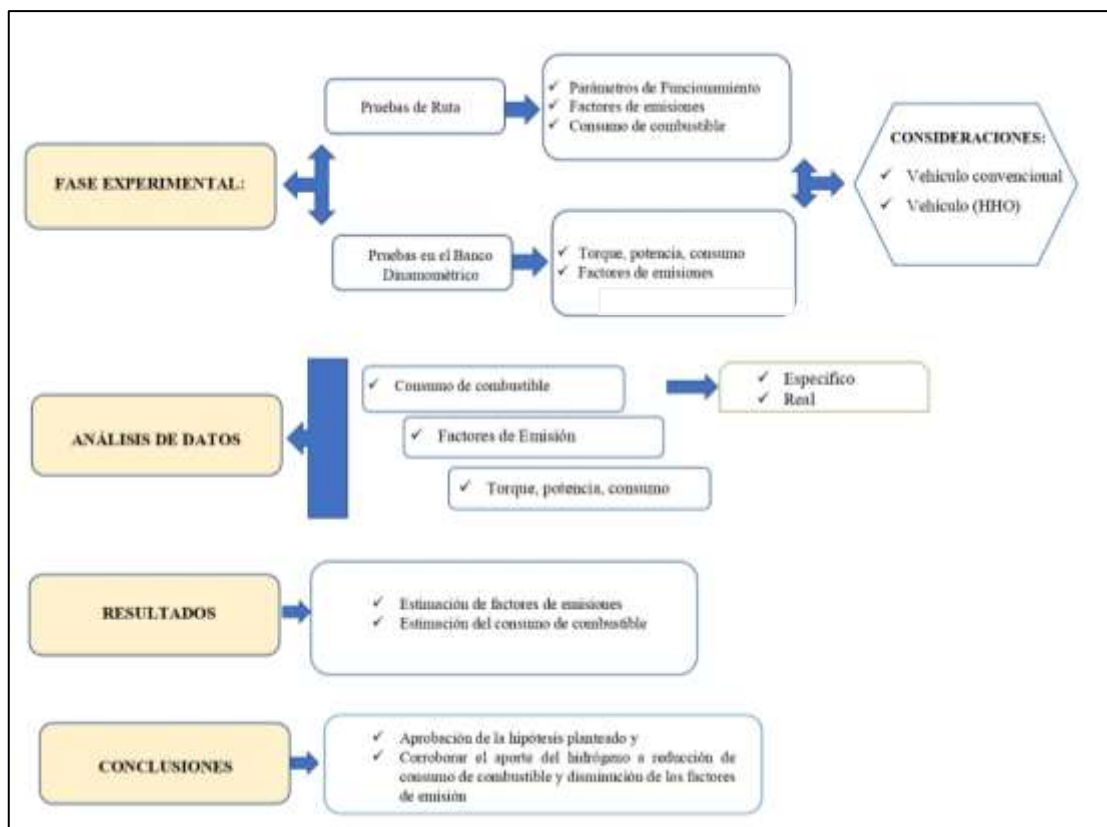 FASE EXPERIMENTAL:
Pruebas de Ruta
✓ Parámetros de Funcionamiento
✓ Factores de emisiones
✓ Consumo de combustible
Pruebas en el Banco
Dinamométrico
✓ Torque, potencia, consumo
✓ Factores de emisiones
CONSIDERACIONES:
✓ Vehículo convencional
✓ Vehículo (HHO)
ANÁLISIS DE DATOS
✓ Consumo de combustible
✓ Factores de Emisión
✓ Torque, potencia, consumo
✓ Específico
✓ Real
RESULTADOS
✓ Estimación de factores de emisiones
✓ Estimación del consumo de combustible
CONCLUSIONES
✓ Aprobación de la hipótesis planteado y
✓ Corroborar el aporte del hidrógeno a reducción de
consumo de combustible y disminución de los factores
de emisión